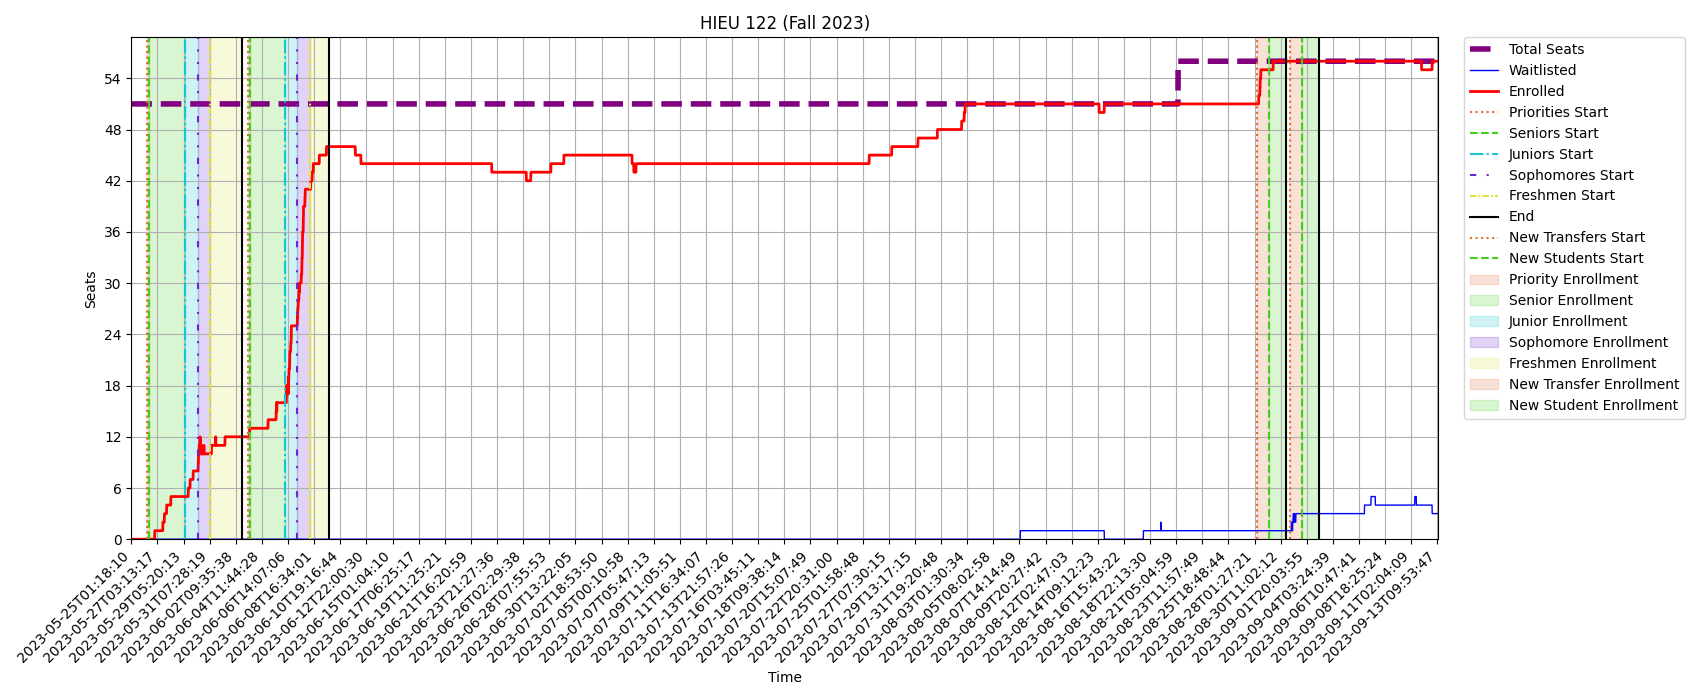 HIEU 122 (Fall 2023)
Seats
54
48
42
36
30
24
18
12
6
0
2023-05-25T01:18:10
2023-05-27T03:13:17
2023-05-29T05:20:13
2023-05-31T07:28:19
2023-06-02T09:35:38
2023-06-04T11:44:28
2023-06-06T14:07:06
2023-06-08T16:34:01
2023-06-10T19:16:44
2023-06-12T22:00:30
2023-06-15T01:04:10
2023-06-17T06:25:17
2023-06-19T11:25:21
2023-06-21T16:20:59
2023-06-23T21:27:36
2023-06-26T02:29:38
2023-06-28T07:55:53
2023-06-30T13:22:05
2023-07-02T18:53:50
2023-07-05T00:10:58
2023-07-07T05:47:13
2023-07-09T11:05:51
2023-07-11T16:34:07
2023-07-13T21:57:26
2023-07-16T03:45:11
2023-07-18T09:38:14
2023-07-20T15:07:49
2023-07-22T20:31:00
2023-07-25T01:58:48
2023-07-27T07:30:15
2023-07-29T13:17:15
2023-07-31T19:20:48
2023-08-03T01:30:34
2023-08-05T08:02:58
2023-08-07T14:14:49
2023-08-09T20:27:42
2023-08-12T02:47:03
2023-08-14T09:12:23
2023-08-16T15:43:22
2023-08-18T22:13:30
2023-08-21T05:04:59
2023-08-23T11:57:49
2023-08-25T18:48:44
2023-08-28T01:27:21
2023-08-30T11:02:12
2023-09-01T20:03:55
2023-09-04T03:24:39
2023-09-06T10:47:41
2023-09-08T18:25:24
2023-09-11T02:04:09
2023-09-13T09:53:47
Time
Total Seats
Waitlisted
Enrolled
Priorities Start
Seniors Start
Juniors Start
Sophomores Start
Freshmen Start
End
New Transfers Start
New Students Start
Priority Enrollment
Senior Enrollment
Junior Enrollment
Sophomore Enrollment
Freshmen Enrollment
New Transfer Enrollment
New Student Enrollment